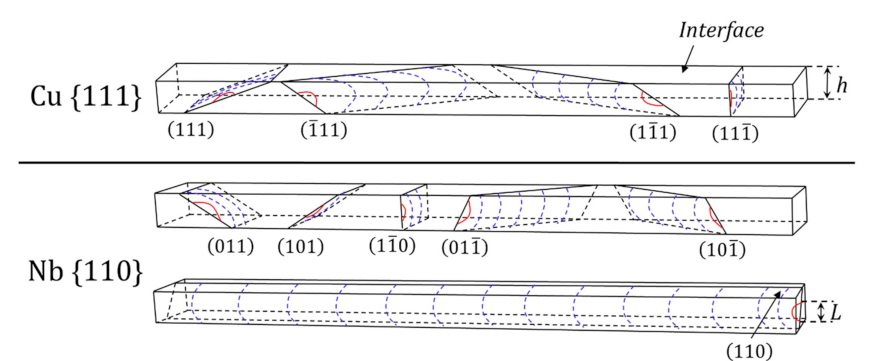 Interface
Cu {111}
h
(111) (1̅11) (11̅1) (111̅)
(011) (101) (11̅0) (011̅) (101̅)
Nb {110}
L
(110)